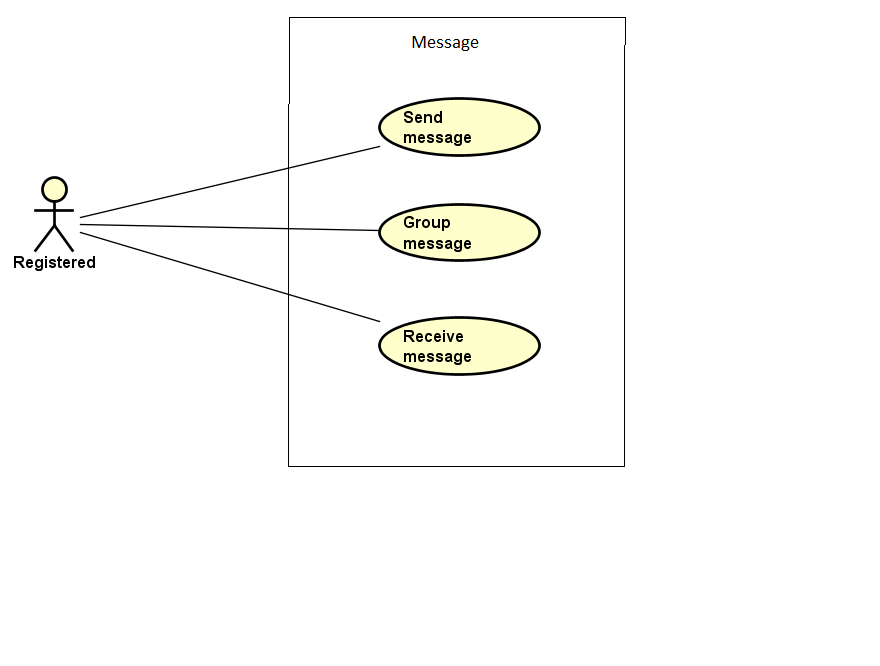 Message
Send
message
Group
message
Registered
Receive
message